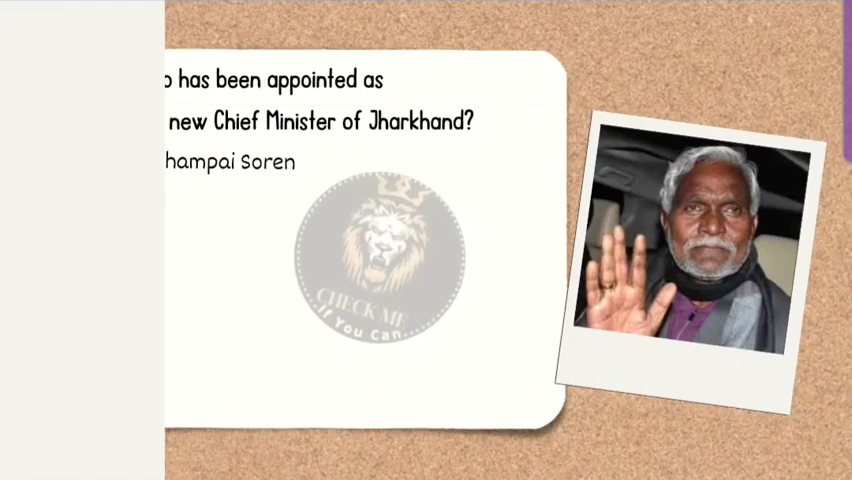 o has been appointed as
new Chief Minister of Jharkhand?
hampai Soren
CHECK ME
If You Can....